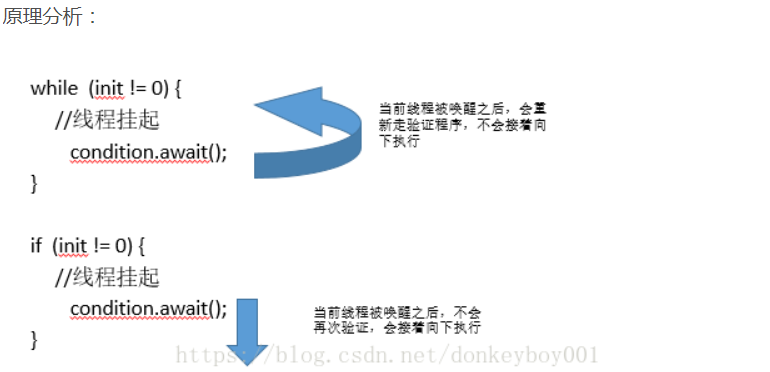 原理分析：
while (init != 0) {
//线程挂起
condition.await();
}
当前线程被唤醒之后，会重
新走验证程序，不会接着向
下执行
if (init != 0) {
//线程挂起
condition.await();
}
当前线程被唤醒之后，不会
再次验证，会接着向下执行
https://blog.csdn.net/donkeyboy001